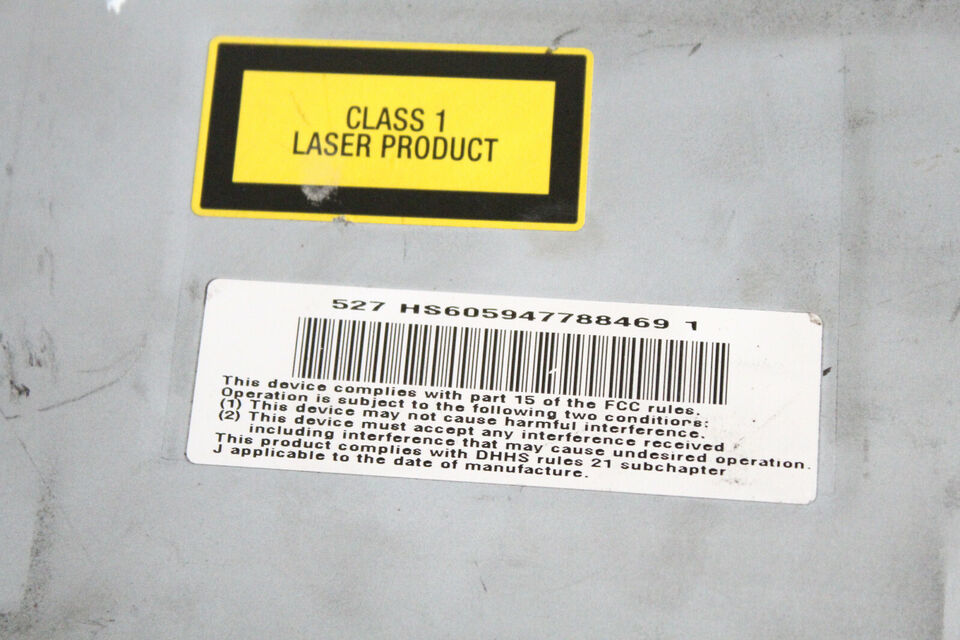 CLASS 1
LASER PRODUCT
527 HS605947788469 1
This device complies with part 15 of the FCC rules.
Operation is subject to the following two conditions:
(1) This device may not cause harmful interference.
(2) This device must accept any interference received
including interference that may cause undesired operation.
This product complies with DHHS rules 21 subchapter
J applicable to the date of manufacture.